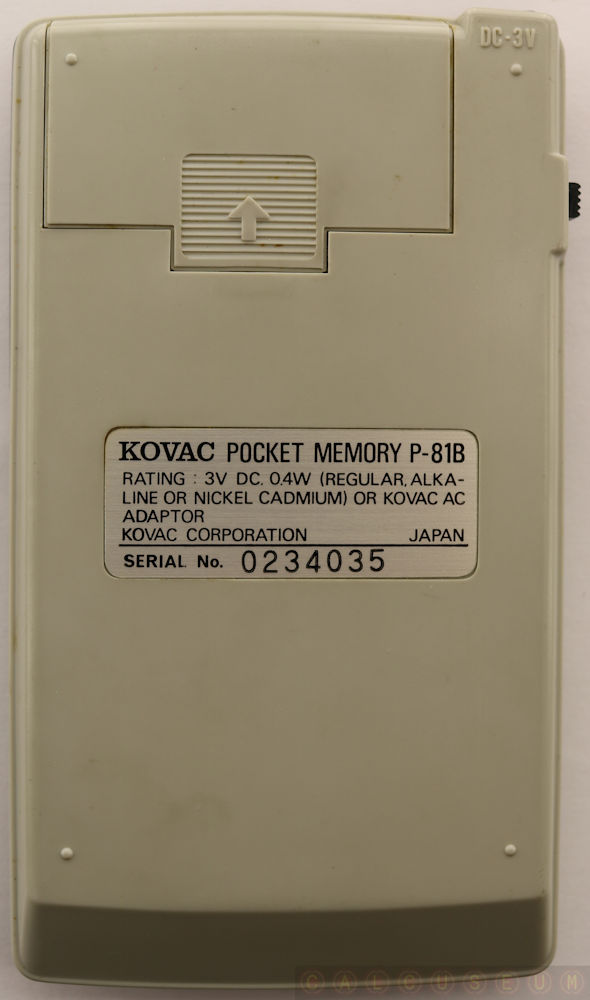 DC-3V
KOVAC POCKET MEMORY P-81B
RATING : 3V DC. 0.4W (REGULAR, ALKA-
LINE OR NICKEL CADMIUM) OR KOVAC AC
ADAPTOR
KOVAC CORPORATION JAPAN
SERIAL No. 0234035
CALCUSEUM